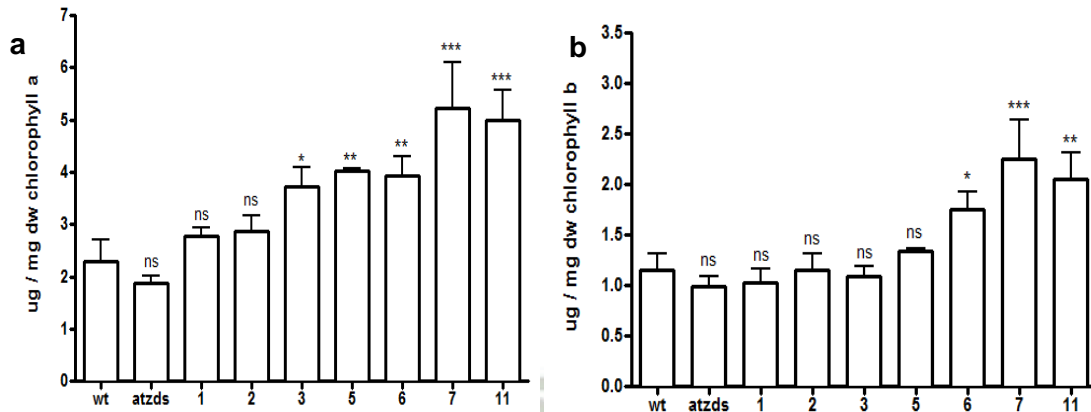 a
ug / mg dw chlorophyll a
7
6
5
4
3
2
1
0
ns
ns
ns
*
**
**
***
***
wt atzds 1 2 3 5 6 7 11
b
ug / mg dw chlorophyll b
3.5
3.0
2.5
2.0
1.5
1.0
0.5
0.0
ns
ns
ns
ns
ns
*
***
**
wt atzds 1 2 3 5 6 7 11